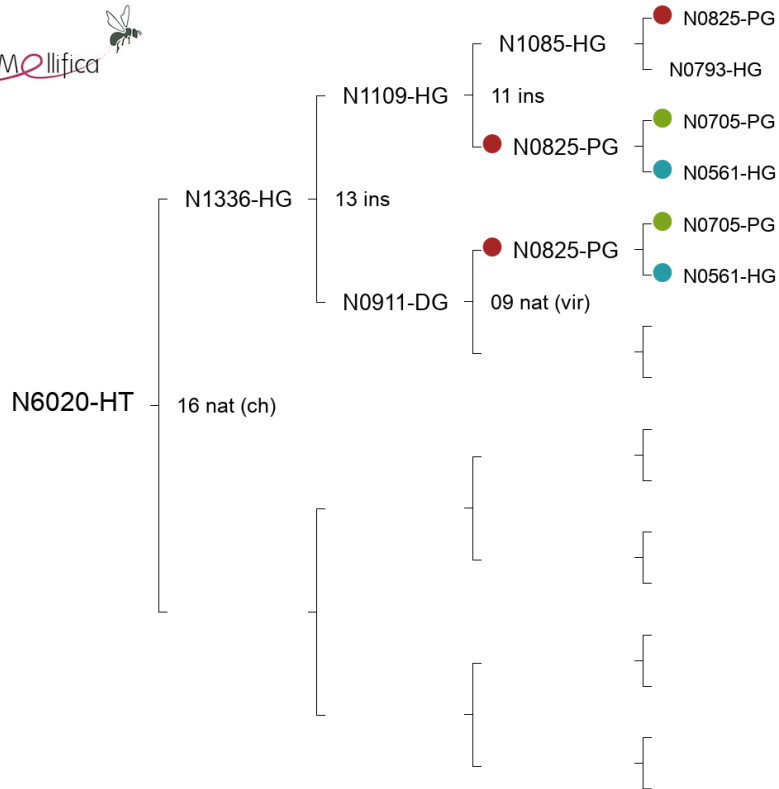 Mellifica
N0825-PG
N1085-HG
N0793-HG
N1109-HG
11 ins
N0705-PG
N0825-PG
N0561-HG
N1336-HG
13 ins
N0705-PG
N0825-PG
N0561-HG
N0911-DG
09 nat (vir)
N6020-HT
16 nat (ch)